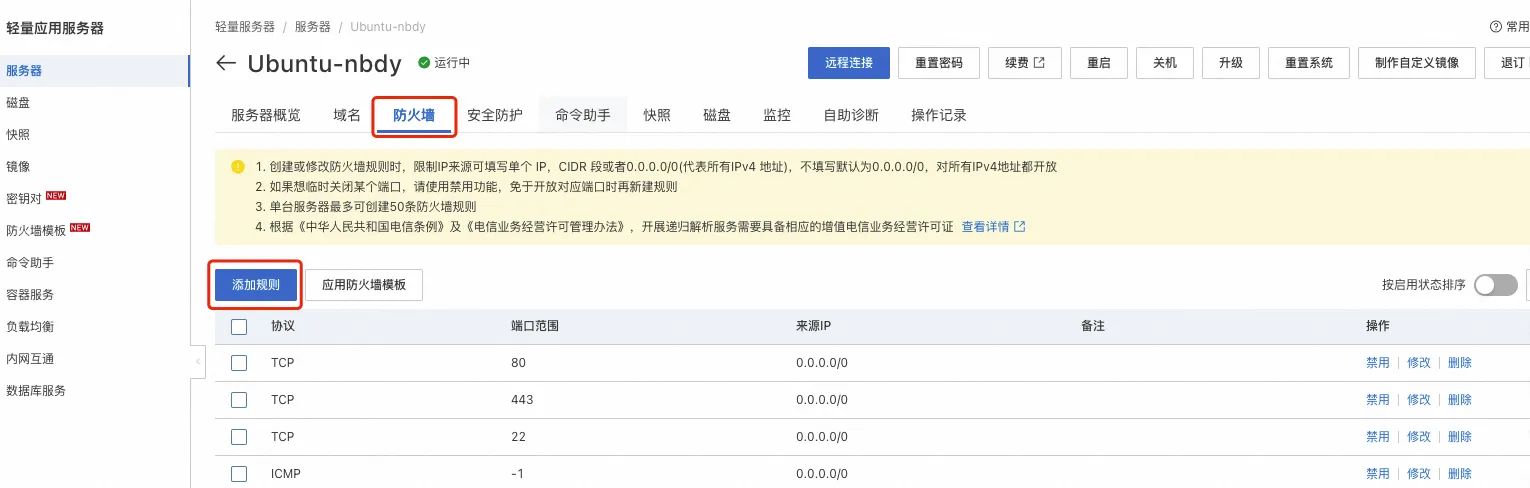 轻量应用服务器
服务器
磁盘
快照
镜像
密钥对 NEW
防火墙模板 NEW
命令助手
容器服务
负载均衡
内网互通
数据库服务
轻量服务器 / 服务器 / Ubuntu-nbdy
常用
Ubuntu-nbdy 运行中
远程连接 重置密码 续费 重启 关机 升级 重置系统 制作自定义镜像 退订
服务器概览 域名 防火墙 安全防护 命令助手 快照 磁盘 监控 自助诊断 操作记录
1. 创建或修改防火墙规则时，限制IP来源可填写单个 IP，CIDR 段或者0.0.0.0/0(代表所有IPv4 地址)，不填写默认为0.0.0.0/0，对所有IPv4地址都开放
2. 如果想临时关闭某个端口，请使用禁用功能，免于开放对应端口时再新建规则
3. 单台服务器最多可创建50条防火墙规则
4. 根据《中华人民共和国电信条例》及《电信业务经营许可管理办法》，开展递归解析服务需要具备相应的增值电信业务经营许可证 查看详情
添加规则 应用防火墙模板 按启用状态排序
协议 端口范围 来源IP 备注 操作
TCP 80 0.0.0.0/0 禁用 修改 删除
TCP 443 0.0.0.0/0 禁用 修改 删除
TCP 22 0.0.0.0/0 禁用 修改 删除
ICMP -1 0.0.0.0/0 禁用 修改 删除